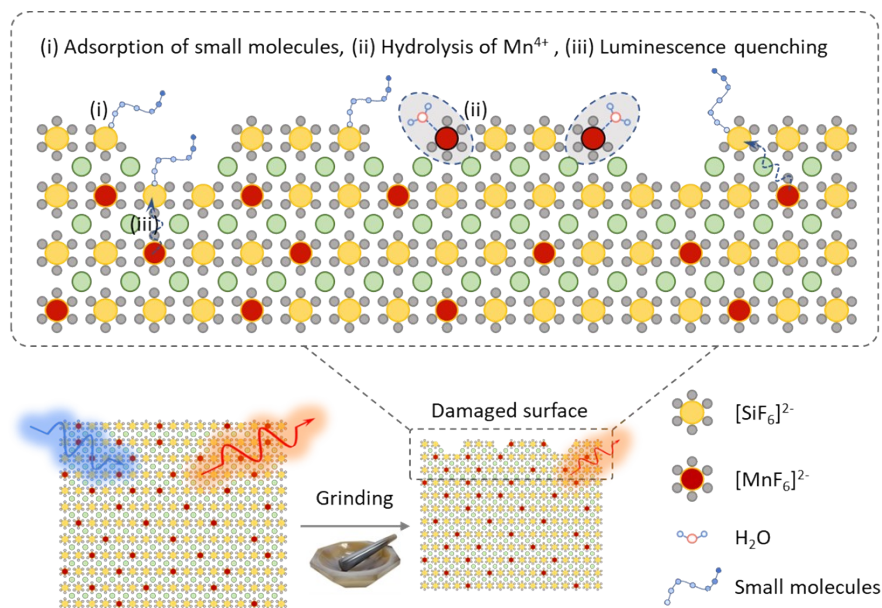 (i) Adsorption of small molecules, (ii) Hydrolysis of Mn⁴⁺ , (iii) Luminescence quenching
(i)
(ii)
(iii)
Damaged surface
[SiF₆]²⁻
[MnF₆]²⁻
Grinding
H₂O
Small molecules